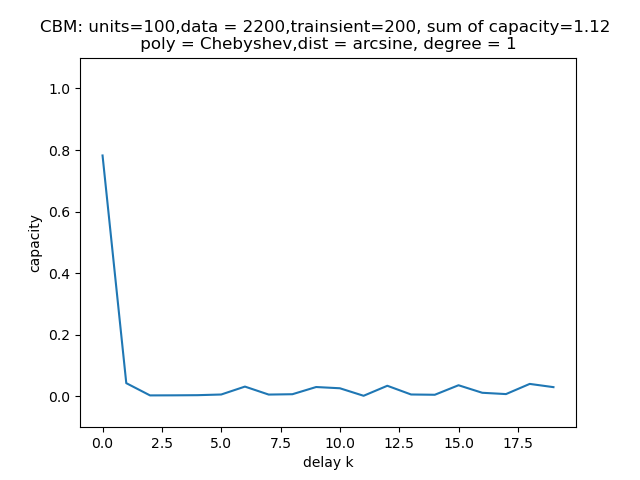 CBM: units=100,data = 2200,trainsient=200, sum of capacity=1.12
poly = Chebyshev,dist = arcsine, degree = 1
1.0
0.8
0.6
0.4
0.2
0.0
capacity
0.0 2.5 5.0 7.5 10.0 12.5 15.0 17.5
delay k